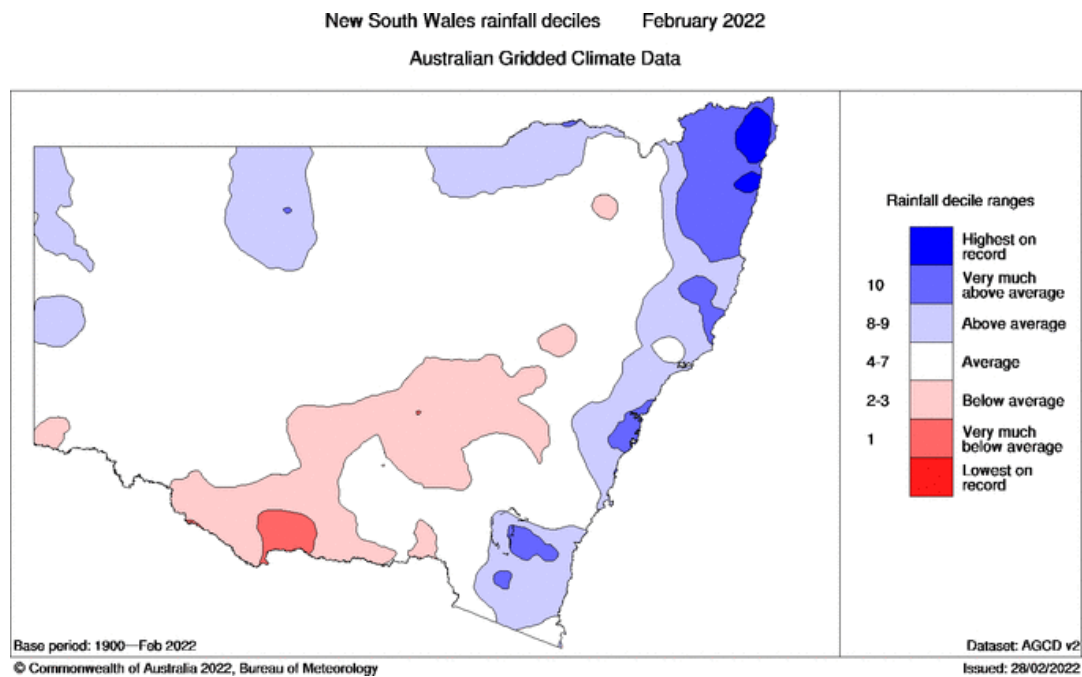 New South Wales rainfall deciles February 2022
Australian Gridded Climate Data
Rainfall decile ranges
Highest on
record
10 Very much
above average
8-9 Above average
4-7 Average
2-3 Below average
1 Very much
below average
Lowest on
record
Base period: 1900—Feb 2022
Dataset: AGCD v2
© Commonwealth of Australia 2022, Bureau of Meteorology
Issued: 28/02/2022